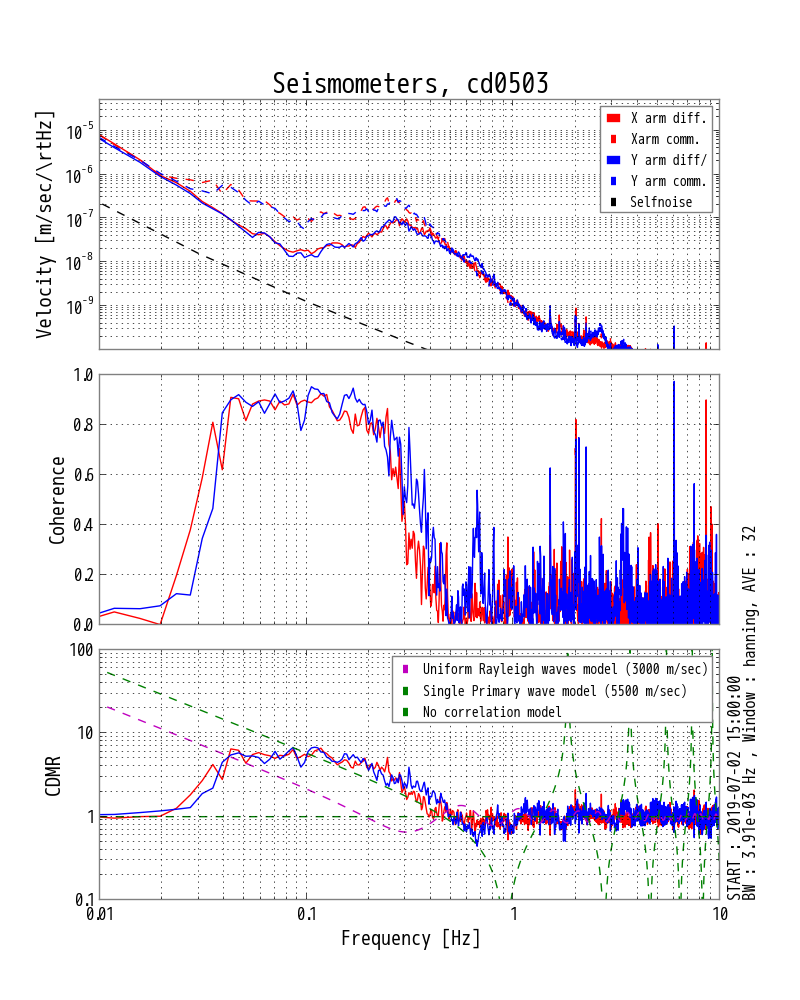 Seismometers, cd0503
Velocity [m/sec/\rtHz]
10-5
10-6
10-7
10-8
10-9
X arm diff.
Xarm comm.
Y arm diff/
Y arm comm.
Selfnoise
Coherence
1.0
0.8
0.6
0.4
0.2
0.0
CDMR
100
10
1
0.1
Uniform Rayleigh waves model (3000 m/sec)
Single Primary wave model (5500 m/sec)
No correlation model
0.01
0.1
1
10
Frequency [Hz]
START : 2019-07-02 15:00:00
BW : 3.91e-03 Hz , Window : hanning, AVE : 32